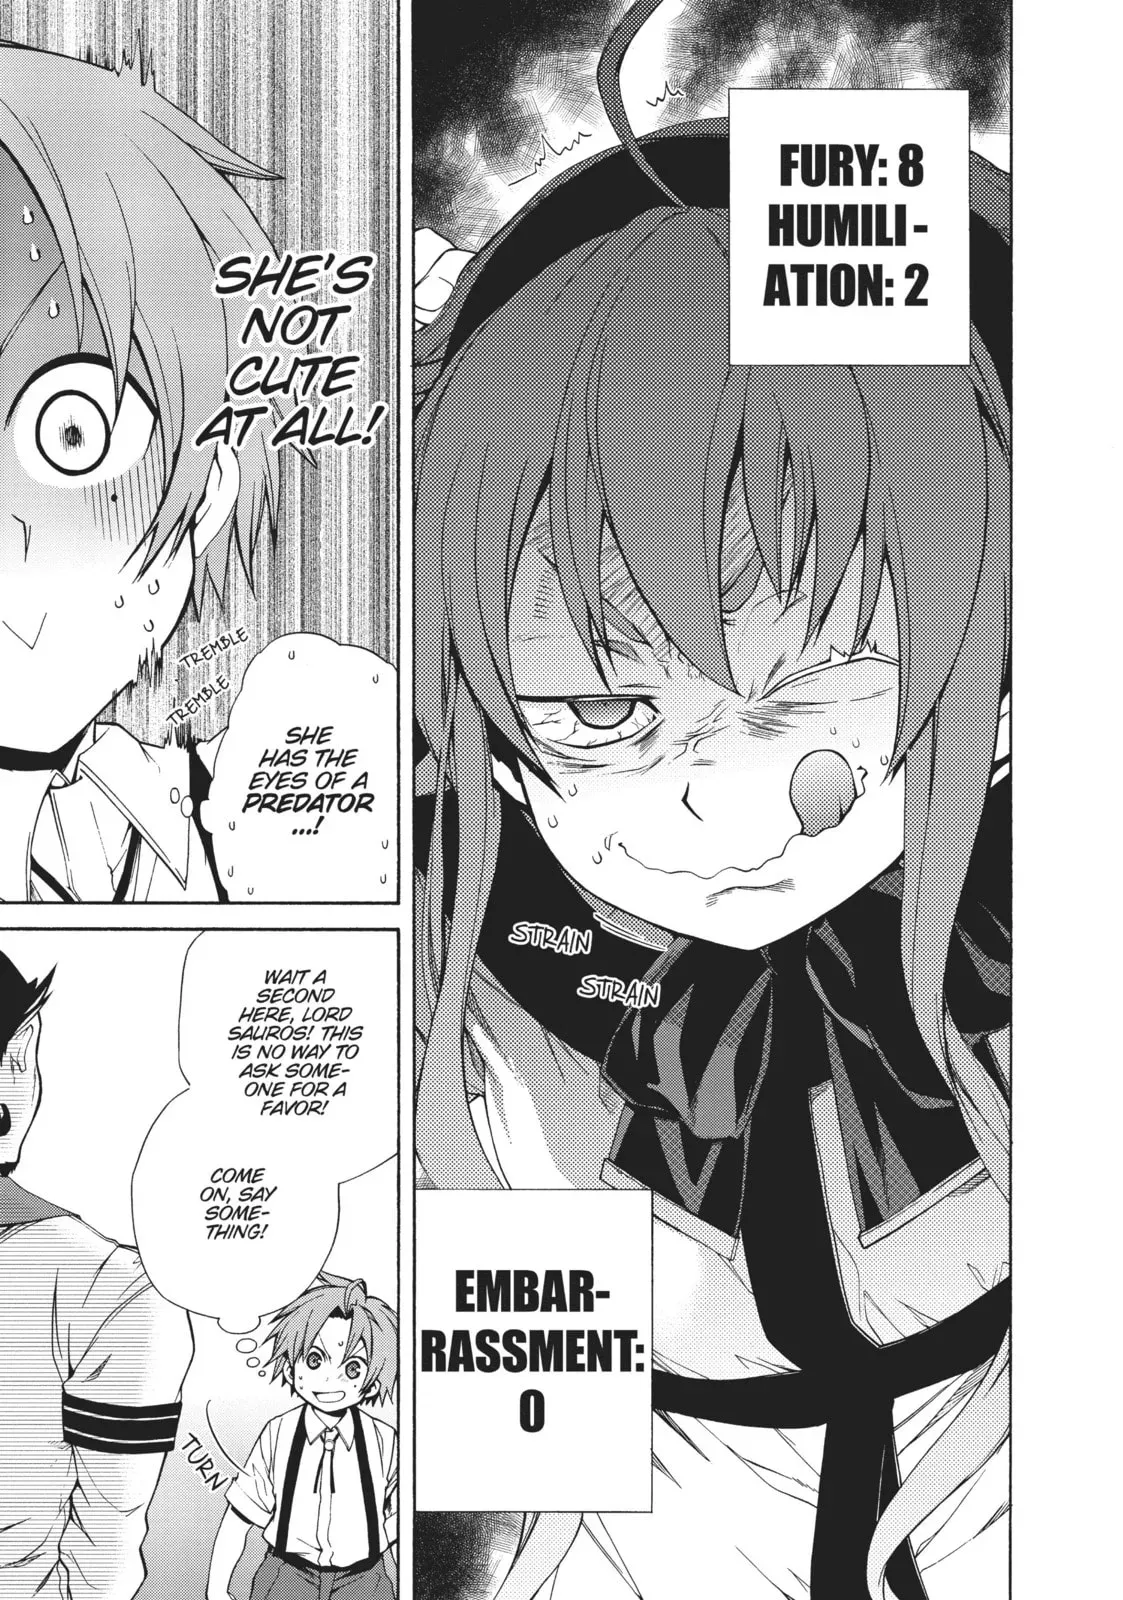 FURY: 8
HUMILI-
ATION: 2
STRAIN
STRAIN
EMBAR-
RASSMENT:
0
SHE'S
NOT
CUTE
AT ALL!
TREMBLE
TREMBLE
SHE
HAS THE
EYES OF A
PREDATOR
...!
WAIT A
SECOND
HERE, LORD
SAUROS! THIS
IS NO WAY TO
ASK SOME-
ONE FOR A
FAVOR!
COME
ON, SAY
SOME-
THING!
TURN